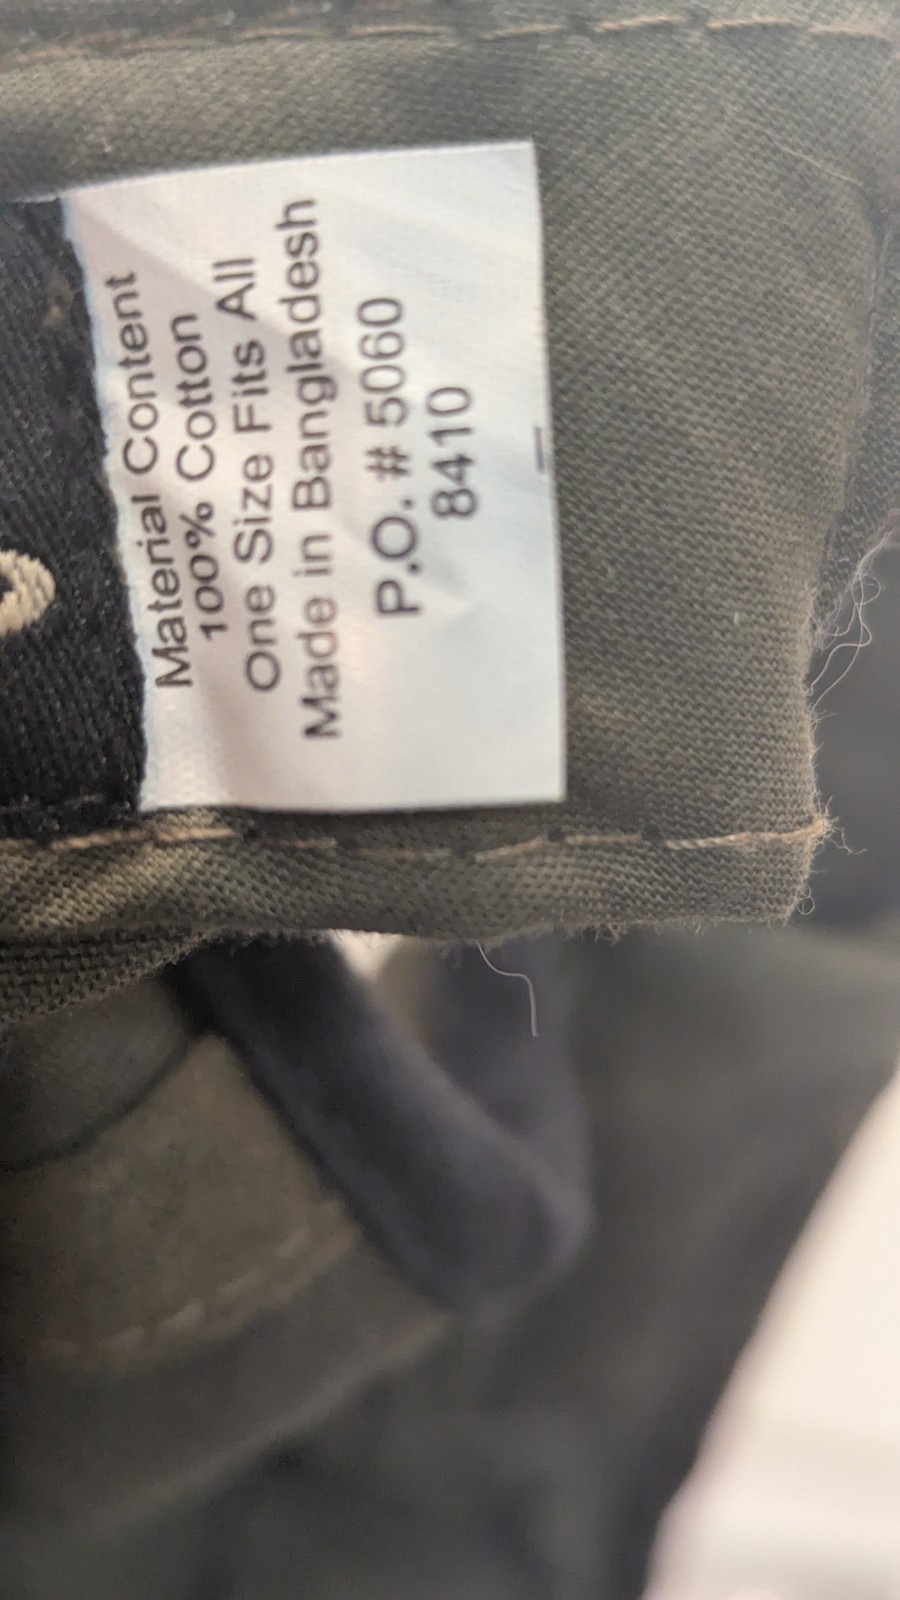 Material Content
100% Cotton
One Size Fits All
Made in Bangladesh
P.O. # 5060
8410